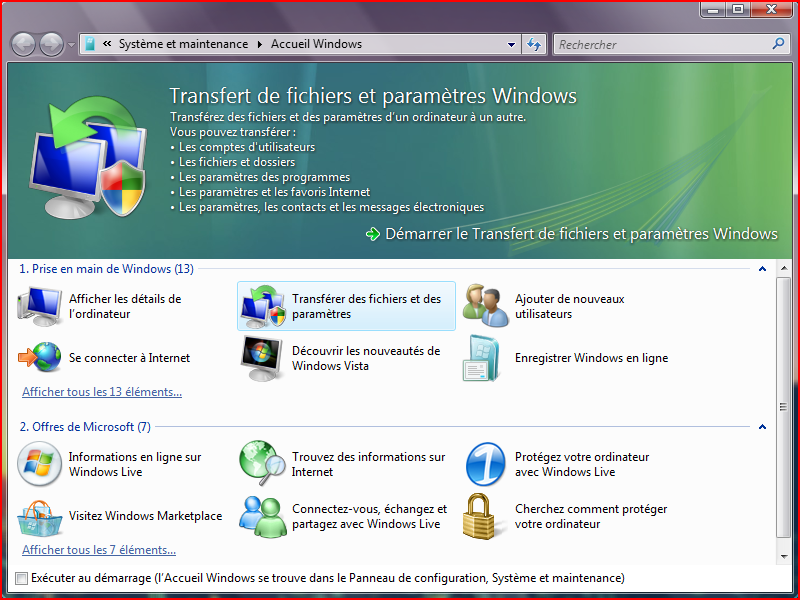 « Système et maintenance ▸ Accueil Windows
Rechercher
Transfert de fichiers et paramètres Windows
Transférez des fichiers et des paramètres d'un ordinateur à un autre.
Vous pouvez transférer :
• Les comptes d'utilisateurs
• Les fichiers et dossiers
• Les paramètres des programmes
• Les paramètres et les favoris Internet
• Les paramètres, les contacts et les messages électroniques
Démarrer le Transfert de fichiers et paramètres Windows
1. Prise en main de Windows (13)
Afficher les détails de
l'ordinateur
Transférer des fichiers et des
paramètres
Ajouter de nouveaux
utilisateurs
Se connecter à Internet
Découvrir les nouveautés de
Windows Vista
Enregistrer Windows en ligne
Afficher tous les 13 éléments...
2. Offres de Microsoft (7)
Informations en ligne sur
Windows Live
Trouvez des informations sur
Internet
Protégez votre ordinateur
avec Windows Live
Visitez Windows Marketplace
Connectez-vous, échangez et
partagez avec Windows Live
Cherchez comment protéger
votre ordinateur
Afficher tous les 7 éléments...
Exécuter au démarrage (l'Accueil Windows se trouve dans le Panneau de configuration, Système et maintenance)